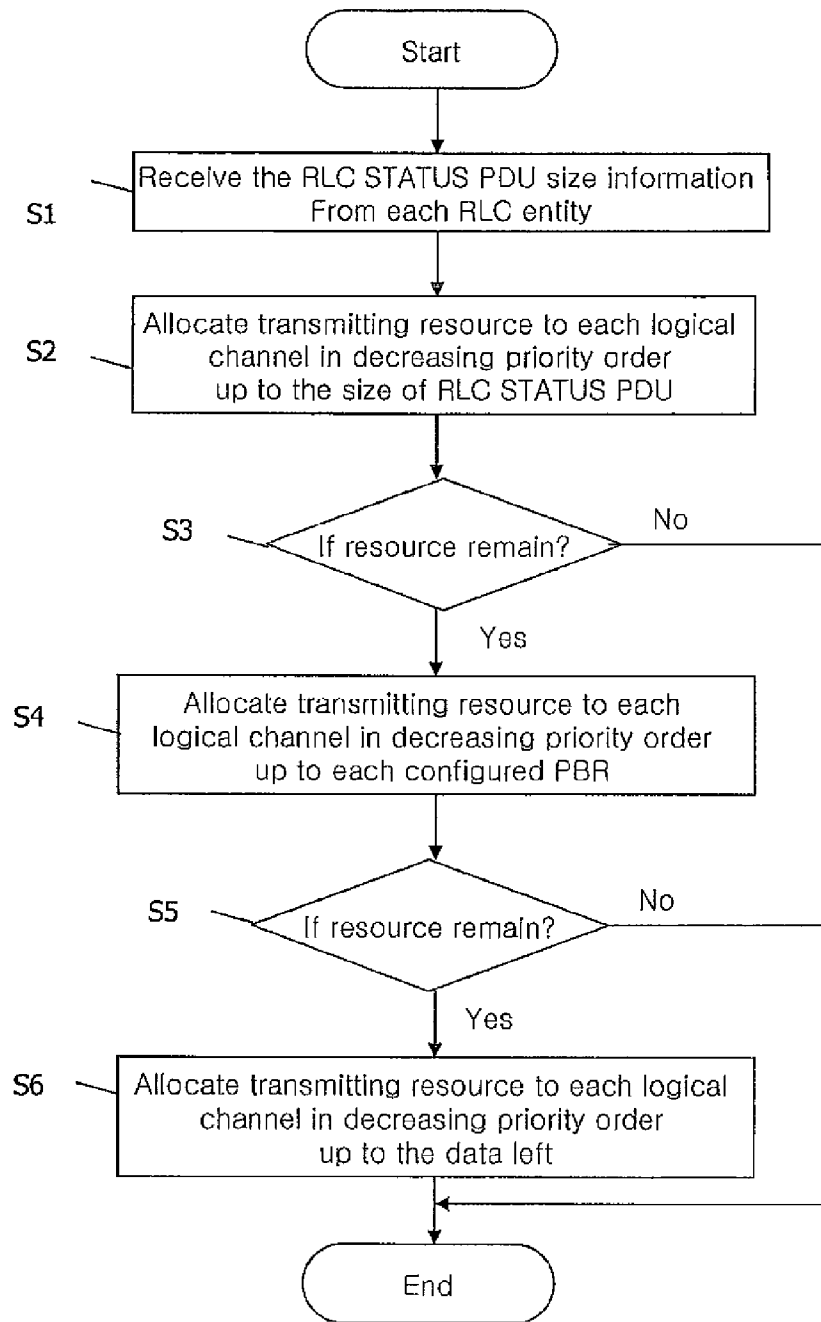 Start
S1
Receive the RLC STATUS PDU size information
From each RLC entity
S2
Allocate transmitting resource to each logical
channel in decreasing priority order
up to the size of RLC STATUS PDU
S3
If resource remain?
No
Yes
S4
Allocate transmitting resource to each
logical channel in decreasing priority order
up to each configured PBR
S5
If resource remain?
No
Yes
S6
Allocate transmitting resource to each logical
channel in decreasing priority order
up to the data left
End